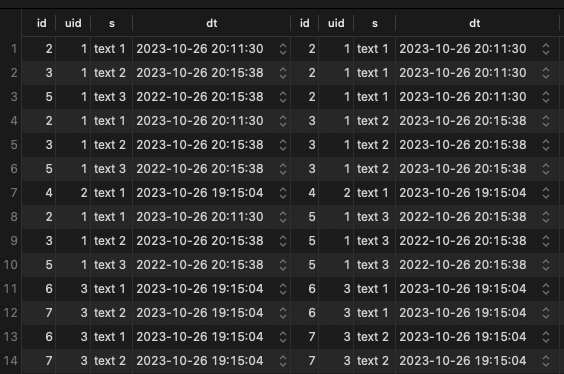 id uid s dt id uid s dt
1 2 1 text 1 2023-10-26 20:11:30 2 1 text 1 2023-10-26 20:11:30
2 3 1 text 2 2023-10-26 20:15:38 2 1 text 1 2023-10-26 20:11:30
3 5 1 text 3 2022-10-26 20:15:38 2 1 text 1 2023-10-26 20:11:30
4 2 1 text 1 2023-10-26 20:11:30 3 1 text 2 2023-10-26 20:15:38
5 3 1 text 2 2023-10-26 20:15:38 3 1 text 2 2023-10-26 20:15:38
6 5 1 text 3 2022-10-26 20:15:38 3 1 text 2 2023-10-26 20:15:38
7 4 2 text 1 2023-10-26 19:15:04 4 2 text 1 2023-10-26 19:15:04
8 2 1 text 1 2023-10-26 20:11:30 5 1 text 3 2022-10-26 20:15:38
9 3 1 text 2 2023-10-26 20:15:38 5 1 text 3 2022-10-26 20:15:38
10 5 1 text 3 2022-10-26 20:15:38 5 1 text 3 2022-10-26 20:15:38
11 6 3 text 1 2023-10-26 19:15:04 6 3 text 1 2023-10-26 19:15:04
12 7 3 text 2 2023-10-26 19:15:04 6 3 text 1 2023-10-26 19:15:04
13 6 3 text 1 2023-10-26 19:15:04 7 3 text 2 2023-10-26 19:15:04
14 7 3 text 2 2023-10-26 19:15:04 7 3 text 2 2023-10-26 19:15:04